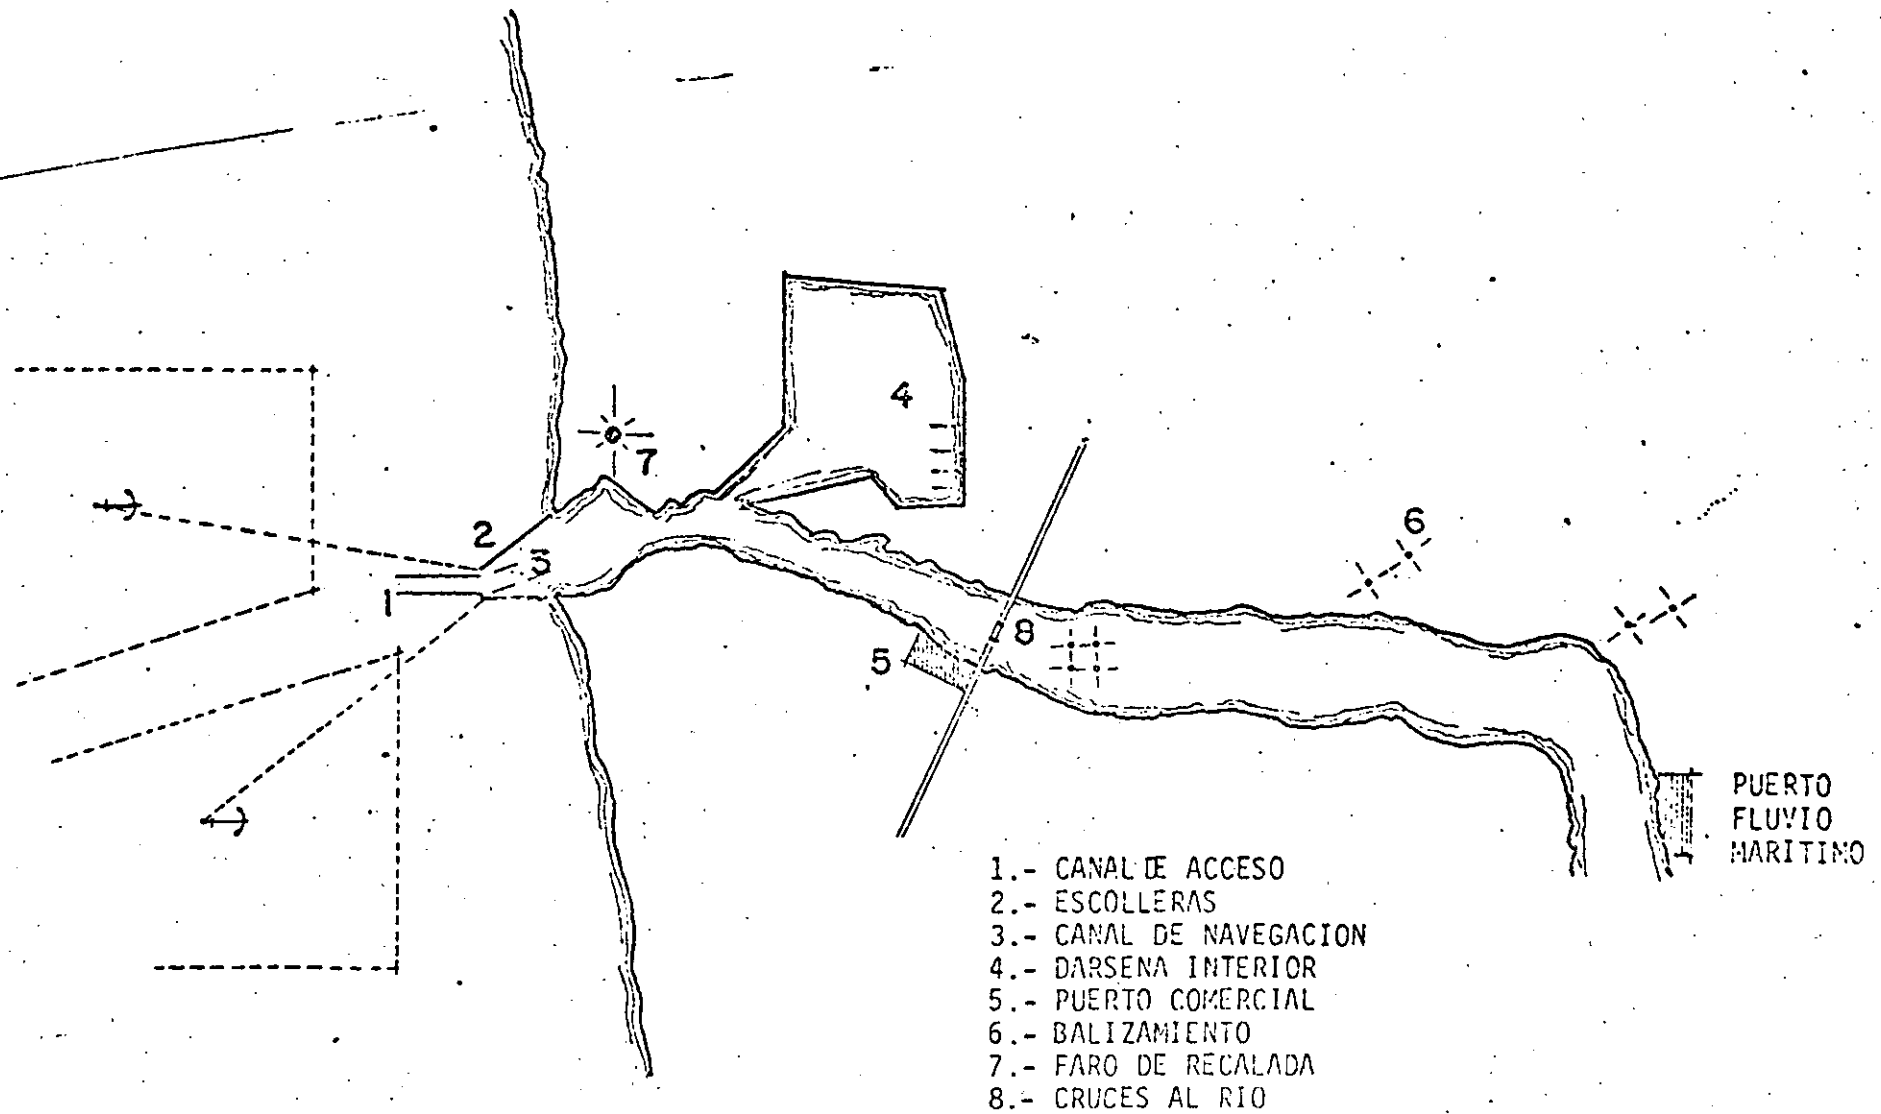 4
7
6
2
3
1
8
5
PUERTO
FLUVIO
MARITIMO
1.- CANAL DE ACCESO
2.- ESCOLLERAS
3.- CANAL DE NAVEGACION
4.- DARSENA INTERIOR
5.- PUERTO COMERCIAL
6.- BALIZAMIENTO
7.- FARO DE RECALADA
8.- CRUCES AL RIO